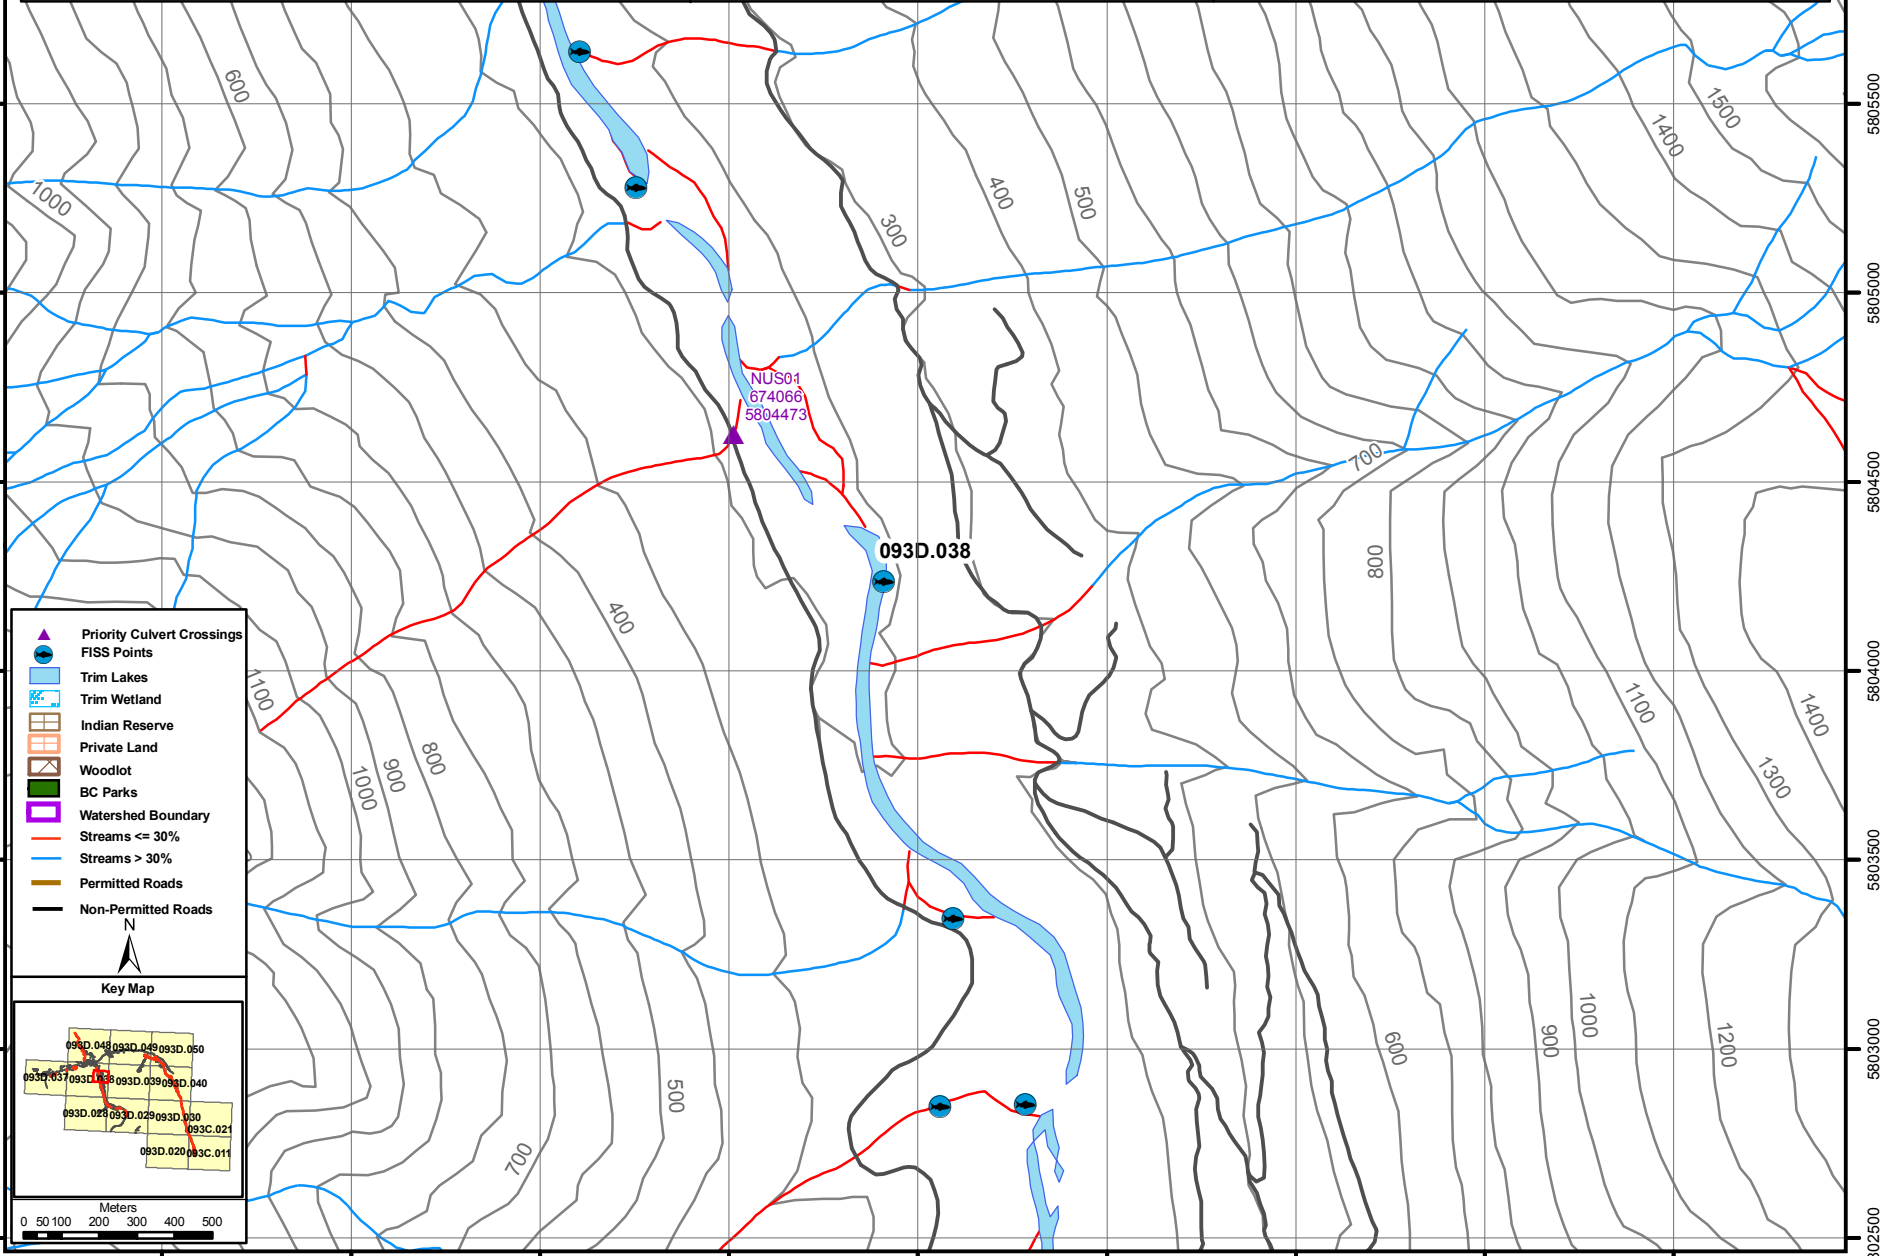 600
1000
300
400
500
1400
1500
5805500
5805000
NUS01
674066
5804473
700
5804500
093D.038
800
400
1100
1000
900
800
1100
1400
1300
5804000
5803500
500
700
600
900
1000
1200
5803000
5802500
Priority Culvert Crossings
FISS Points
Trim Lakes
Trim Wetland
Indian Reserve
Private Land
Woodlot
BC Parks
Watershed Boundary
Streams <= 30%
Streams > 30%
Permitted Roads
Non-Permitted Roads
N
Key Map
093D.048 093D.049 093D.050
093D.037 093D.038 093D.039 093D.040
093D.028 093D.029 093D.030
093C.021
093D.020 093C.011
Meters
0 50 100 200 300 400 500